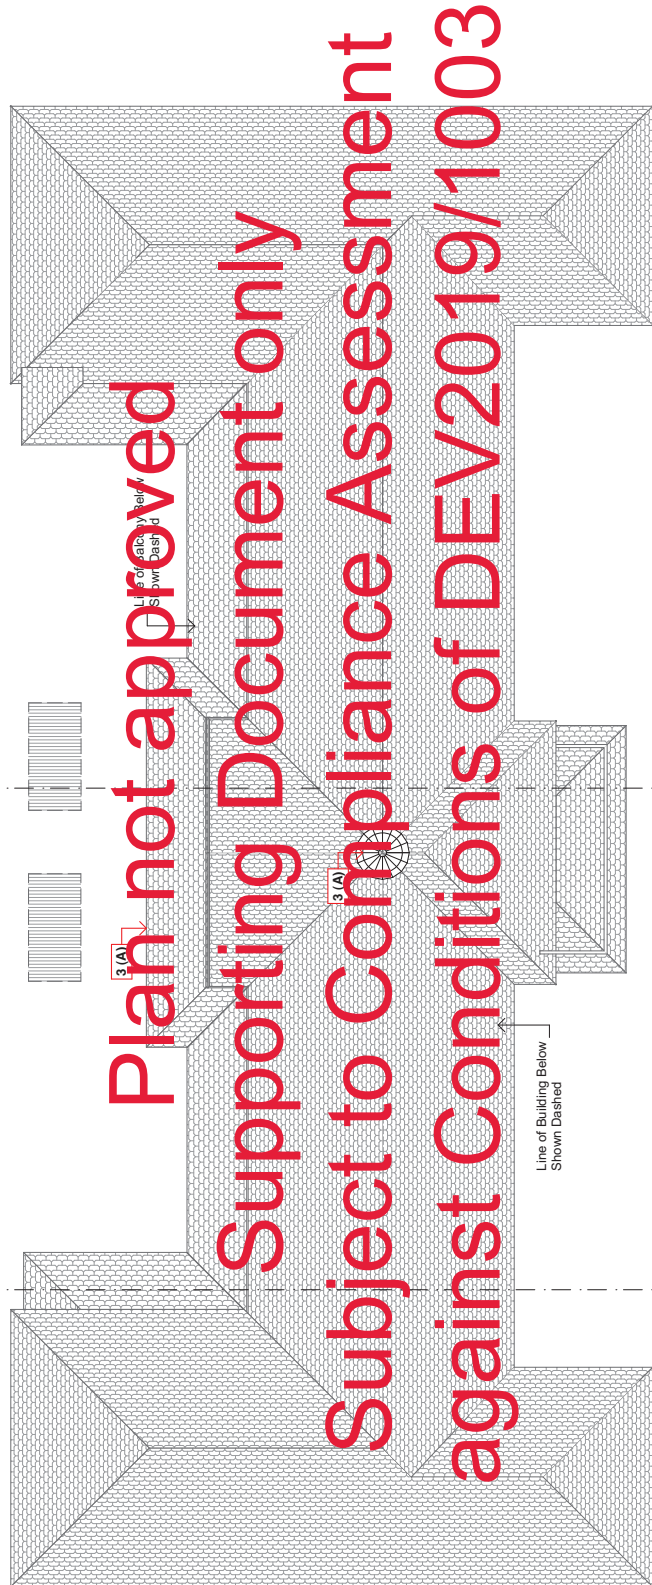 Plan not approved
Supporting Document only
Subject to Compliance Assessment
against Conditions of DEV2019/1003
Line of Balcony Below
Shown Dashed
3 (A)
3 (A)
Line of Building Below
Shown Dashed